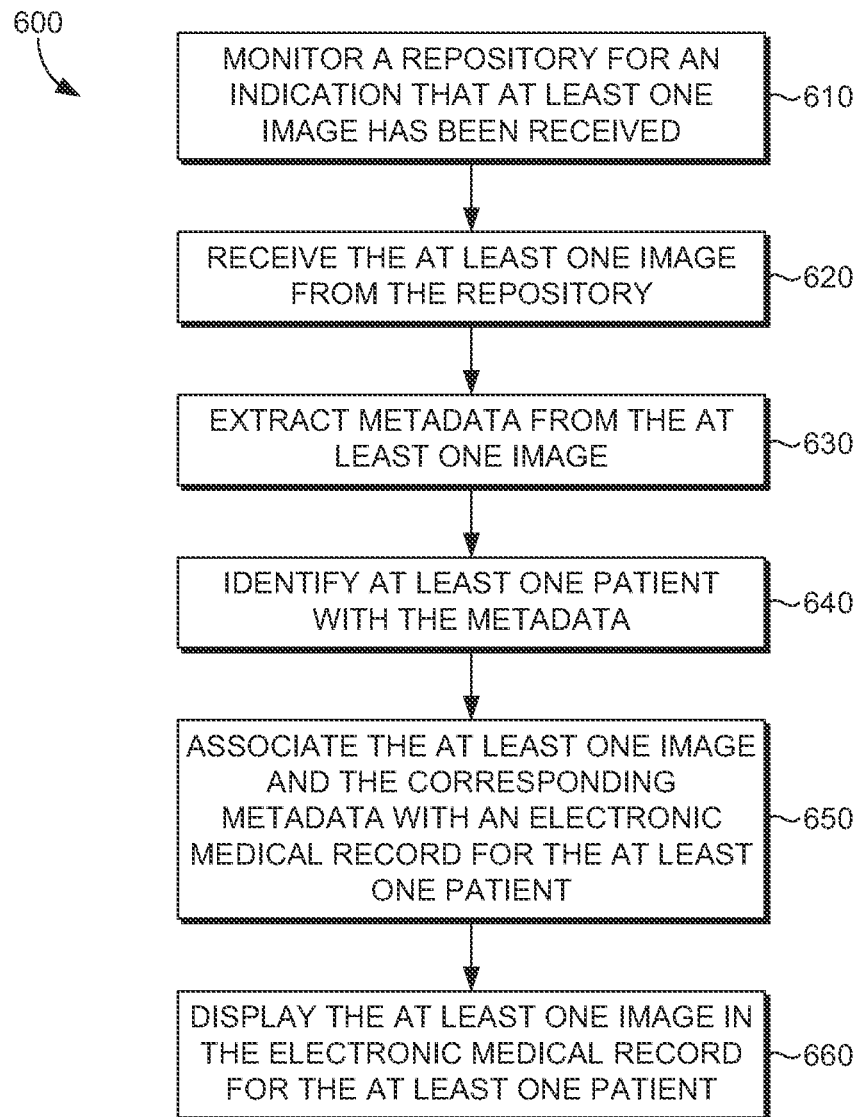 600
MONITOR A REPOSITORY FOR AN
INDICATION THAT AT LEAST ONE
IMAGE HAS BEEN RECEIVED
610
RECEIVE THE AT LEAST ONE IMAGE
FROM THE REPOSITORY
620
EXTRACT METADATA FROM THE AT
LEAST ONE IMAGE
630
IDENTIFY AT LEAST ONE PATIENT
WITH THE METADATA
640
ASSOCIATE THE AT LEAST ONE IMAGE
AND THE CORRESPONDING
METADATA WITH AN ELECTRONIC
MEDICAL RECORD FOR THE AT LEAST
ONE PATIENT
650
DISPLAY THE AT LEAST ONE IMAGE IN
THE ELECTRONIC MEDICAL RECORD
FOR THE AT LEAST ONE PATIENT
660